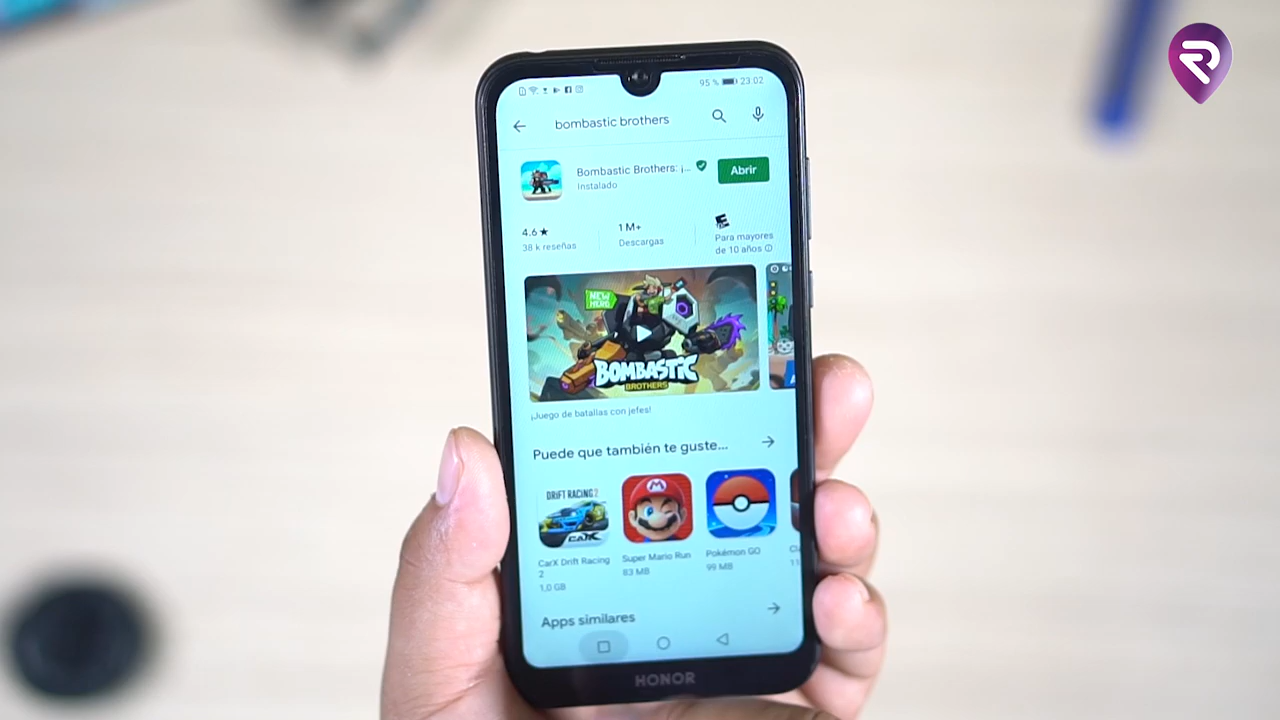 95 % 23:02
bombastic brothers
Bombastic Brothers: ¡...
Instalado
Abrir
4.6 ★
38 k reseñas
1 M+
Descargas
E
Para mayores
de 10 años
NEW
HERO
BOMBASTIC
BROTHERS
¡Juego de batallas con jefes!
Puede que también te guste...
DRIFT RACING 2
CarX
CarX Drift Racing
2
1,0 GB
M
Super Mario Run
83 MB
Pokémon GO
99 MB
Apps similares
HONOR